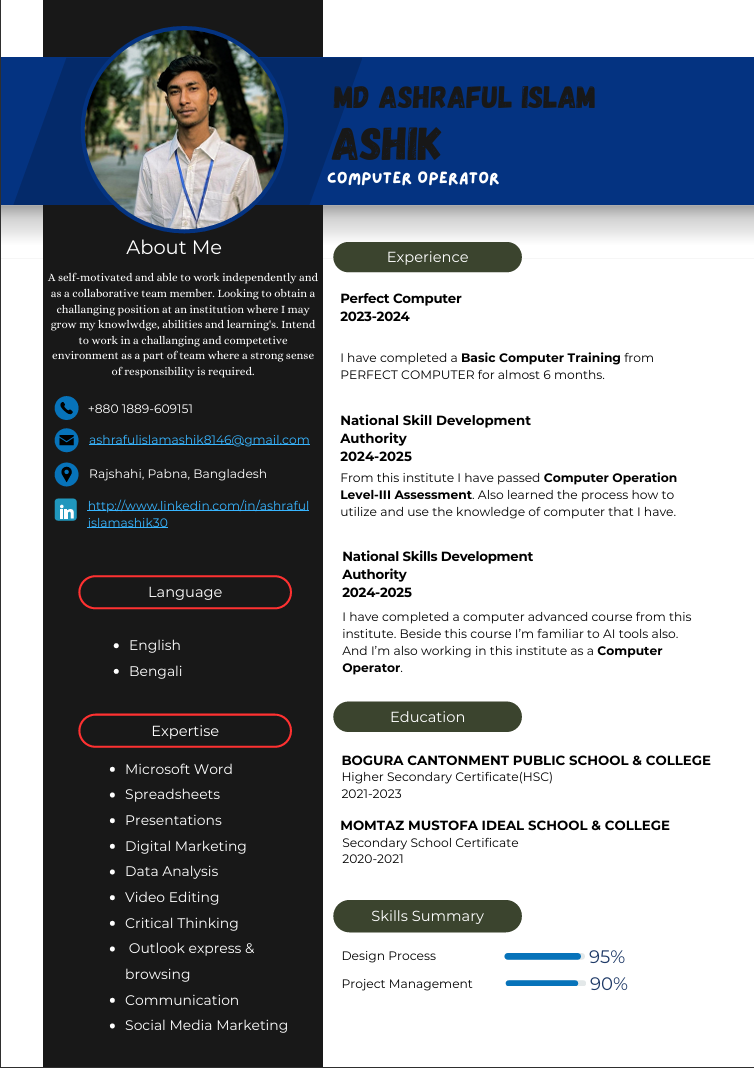 MD ASHRAFUL ISLAM
ASHIK
COMPUTER OPERATOR
About Me
A self-motivated and able to work independently and
as a collaborative team member. Looking to obtain a
challanging position at an institution where I may
grow my knowlwdge, abilities and learning's. Intend
to work in a challanging and competetive
environment as a part of team where a strong sense
of responsibility is required.
+880 1889-609151
ashrafulislamashik8146@gmail.com
Rajshahi, Pabna, Bangladesh
in
http://www.linkedin.com/in/ashraful
islamashik30
Language
• English
• Bengali
Expertise
• Microsoft Word
• Spreadsheets
• Presentations
• Digital Marketing
• Data Analysis
• Video Editing
• Critical Thinking
• Outlook express &
browsing
• Communication
• Social Media Marketing
Experience
Perfect Computer
2023-2024
I have completed a Basic Computer Training from
PERFECT COMPUTER for almost 6 months.
National Skill Development
Authority
2024-2025
From this institute I have passed Computer Operation
Level-III Assessment. Also learned the process how to
utilize and use the knowledge of computer that I have.
National Skills Development
Authority
2024-2025
I have completed a computer advanced course from this
institute. Beside this course I'm familiar to AI tools also.
And I'm also working in this institute as a Computer
Operator.
Education
BOGURA CANTONMENT PUBLIC SCHOOL & COLLEGE
Higher Secondary Certificate(HSC)
2021-2023
MOMTAZ MUSTOFA IDEAL SCHOOL & COLLEGE
Secondary School Certificate
2020-2021
Skills Summary
Design Process 95%
Project Management 90%